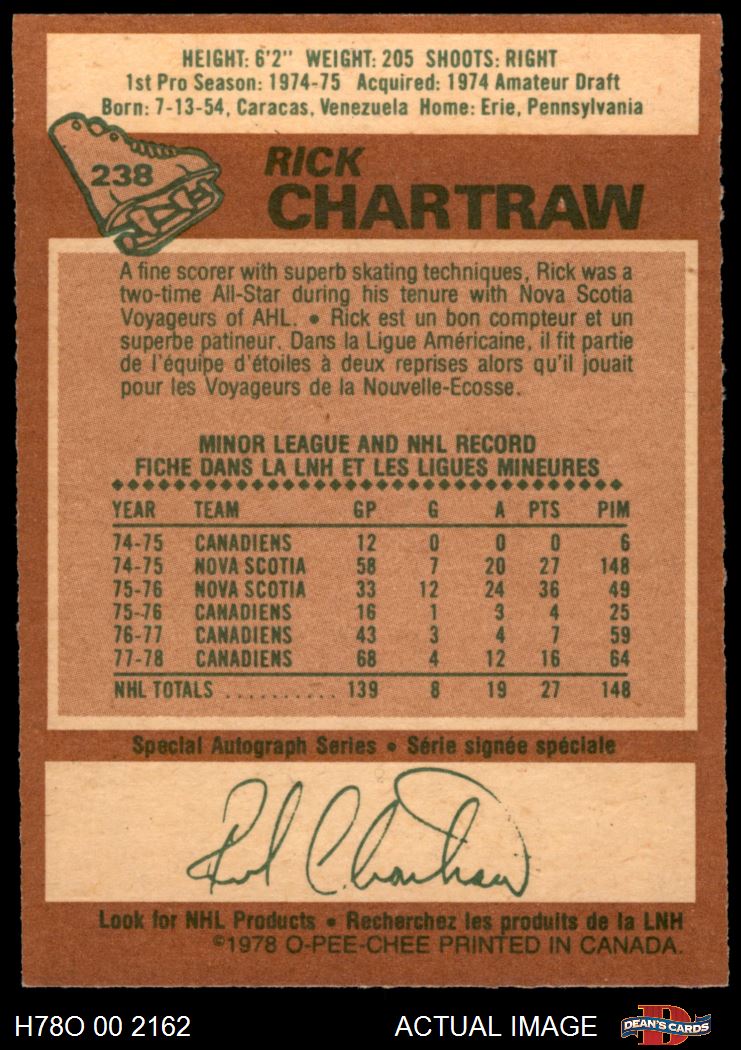 HEIGHT: 6'2" WEIGHT: 205 SHOOTS: RIGHT
1st Pro Season: 1974-75 Acquired: 1974 Amateur Draft
Born: 7-13-54, Caracas, Venezuela Home: Erie, Pennsylvania
238
RICK
CHARTRAW
A fine scorer with superb skating techniques, Rick was a
two-time All-Star during his tenure with Nova Scotia
Voyageurs of AHL. • Rick est un bon compteur et un
superbe patineur. Dans la Ligue Américaine, il fit partie
de l'équipe d'étoiles à deux reprises alors qu'il jouait
pour les Voyageurs de la Nouvelle-Ecosse.
MINOR LEAGUE AND NHL RECORD
FICHE DANS LA LNH ET LES LIGUES MINEURES
YEAR TEAM GP G A PTS PIM
74-75 CANADIENS 12 0 0 0 6
74-75 NOVA SCOTIA 58 7 20 27 148
75-76 NOVA SCOTIA 33 12 24 36 49
75-76 CANADIENS 16 1 3 4 25
76-77 CANADIENS 43 3 4 7 59
77-78 CANADIENS 68 4 12 16 64
NHL TOTALS .......... 139 8 19 27 148
Special Autograph Series • Série signée spéciale
Rick Chartraw
Look for NHL Products • Recherchez les produits de la LNH
©1978 O-PEE-CHEE PRINTED IN CANADA.
H78O 00 2162 ACTUAL IMAGE D DEAN'S CARDS